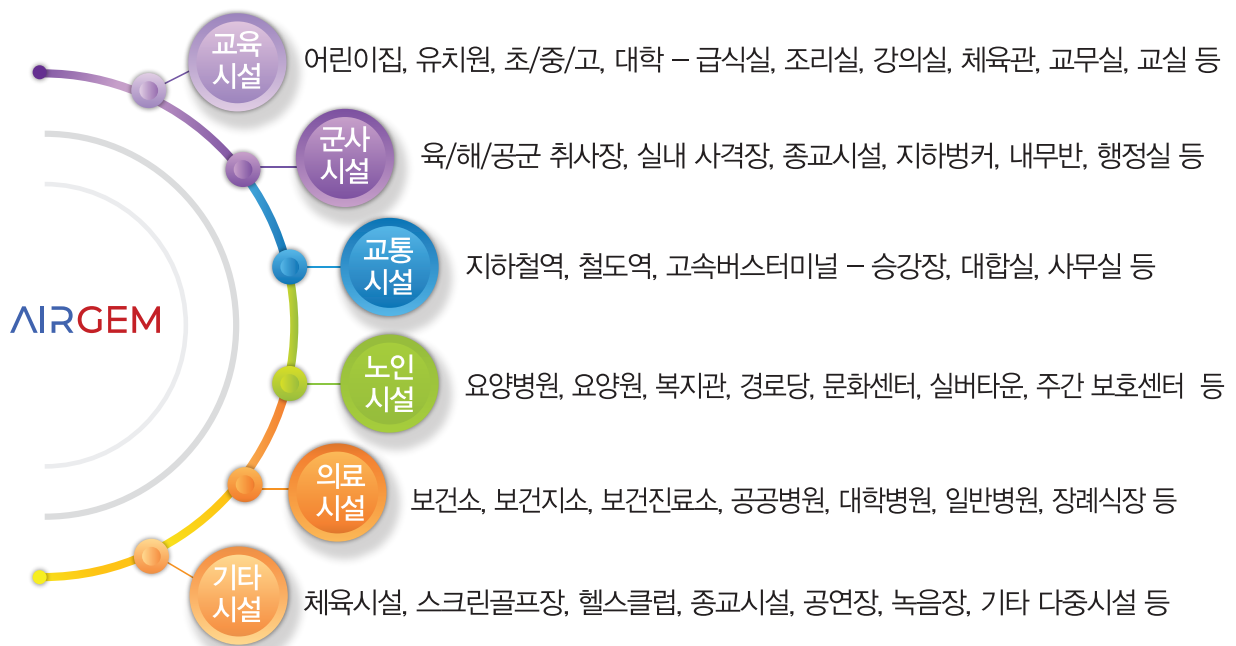 교육
시설
어린이집, 유치원, 초/중/고, 대학 – 급식실, 조리실, 강의실, 체육관, 교무실, 교실 등
군사
시설
육/해/공군 취사장, 실내 사격장, 종교시설, 지하벙커, 내무반, 행정실 등
교통
시설
지하철역, 철도역, 고속버스터미널 – 승강장, 대합실, 사무실 등
AIRGEM
노인
시설
요양병원, 요양원, 복지관, 경로당, 문화센터, 실버타운, 주간 보호센터 등
의료
시설
보건소, 보건지소, 보건진료소, 공공병원, 대학병원, 일반병원, 장례식장 등
기타
시설
체육시설, 스크린골프장, 헬스클럽, 종교시설, 공연장, 녹음장, 기타 다중시설 등